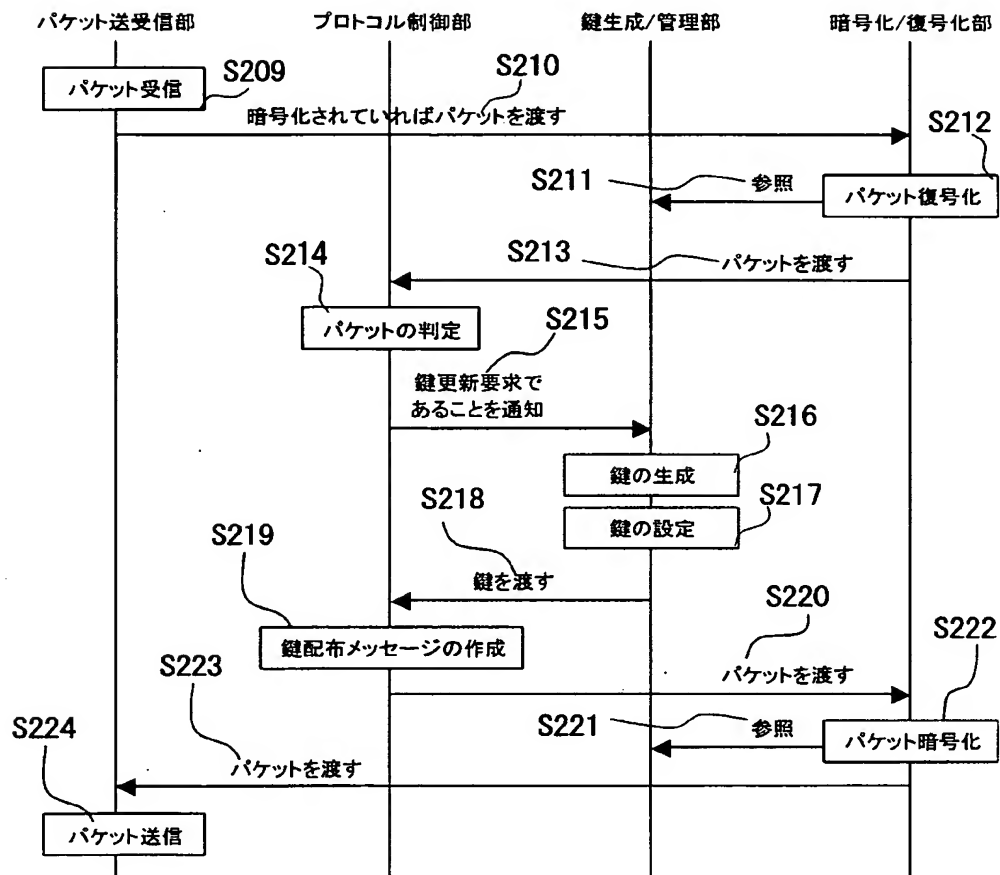 パケット送受信部 プロトコル制御部 鍵生成/管理部 暗号化/復号化部
パケット受信
S209
S210
暗号化されていればパケットを渡す
S212
S211
参照
パケット復号化
S213
パケットを渡す
S214
パケットの判定
S215
鍵更新要求で
あることを通知
S216
鍵の生成
S217
鍵の設定
S218
鍵を渡す
S219
鍵配布メッセージの作成
S220
パケットを渡す
S222
S221
参照
パケット暗号化
S223
パケットを渡す
S224
パケット送信